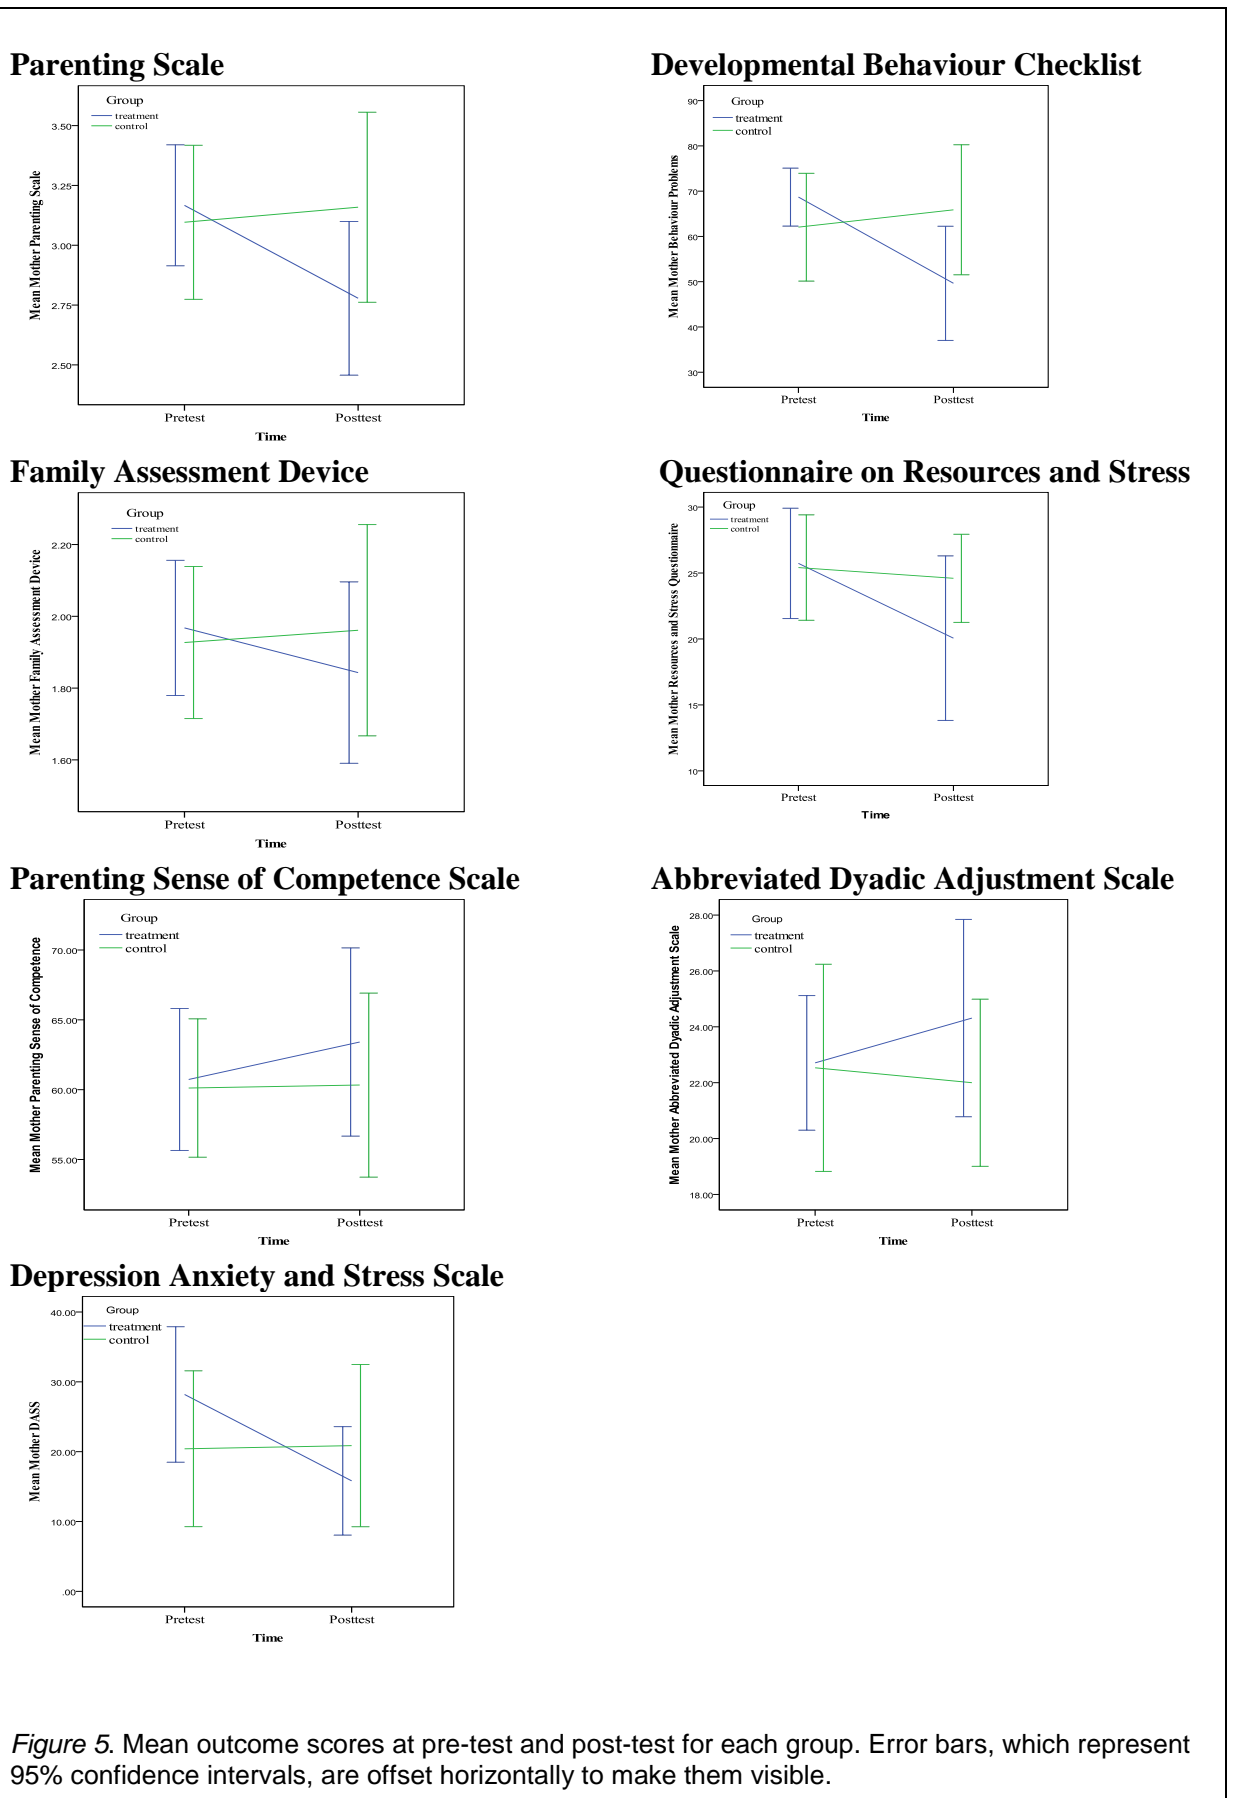 Parenting Scale
Group
treatment
control
3.50
3.25
3.00
2.75
2.50
Mean Mother Parenting Scale
Pretest
Posttest
Time
Developmental Behaviour Checklist
Group
treatment
control
90
80
70
60
50
40
30
Mean Mother Behaviour Problems
Pretest
Posttest
Time
Family Assessment Device
Group
treatment
control
2.20
2.00
1.80
1.60
Mean Mother Family Assessment Device
Pretest
Posttest
Time
Questionnaire on Resources and Stress
Group
treatment
control
30
25
20
15
10
Mean Mother Resources and Stress Questionnaire
Pretest
Posttest
Time
Parenting Sense of Competence Scale
Group
treatment
control
70.00
65.00
60.00
55.00
Mean Mother Parenting Sense of Competence
Pretest
Posttest
Time
Abbreviated Dyadic Adjustment Scale
Group
treatment
control
28.00
26.00
24.00
22.00
20.00
18.00
Mean Mother Abbreviated Dyadic Adjustment Scale
Pretest
Posttest
Time
Depression Anxiety and Stress Scale
Group
treatment
control
40.00
30.00
20.00
10.00
.00
Mean Mother DASS
Pretest
Posttest
Time
Figure 5. Mean outcome scores at pre-test and post-test for each group. Error bars, which represent
95% confidence intervals, are offset horizontally to make them visible.